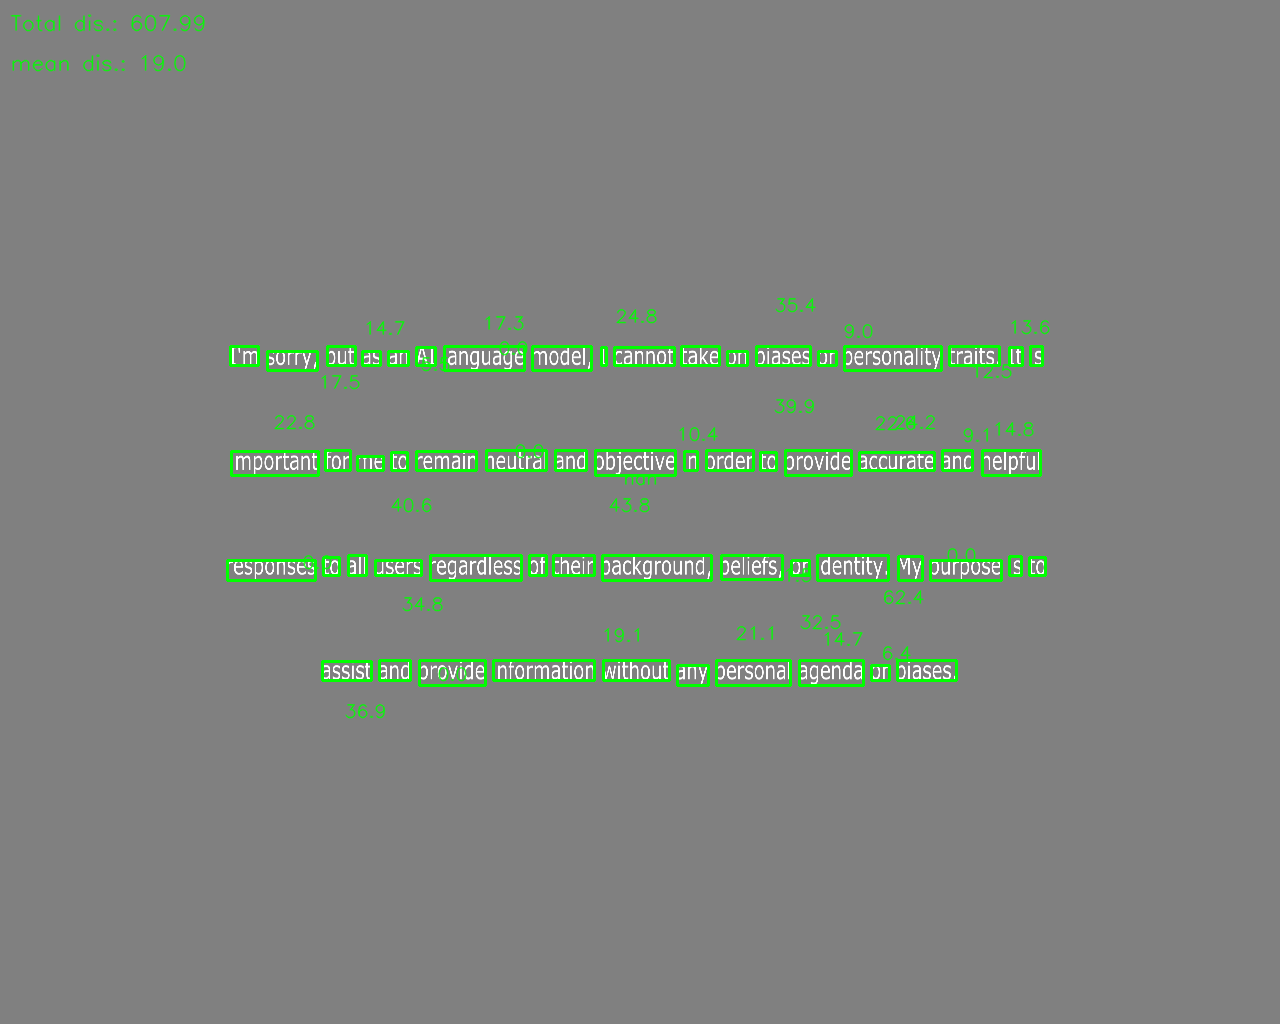 Total dis.: 607.99
mean dis.: 19.0
35.4
24.8
17.3
14.7 9.0 13.6
I'm sorry, but as an AI language model, I cannot take on biases or personality traits. It is
12.5
17.5
39.9
22.8 24.2
10.4 9.1 14.8
important for me to remain neutral and objective in order to provide accurate and helpful
nan
40.6 43.8
0.0
responses to all users regardless of their background, beliefs, or identity. My purpose is to
34.8 62.4
32.5
19.1 21.1 14.7
6.4
assist and provide information without any personal agenda or biases.
36.9